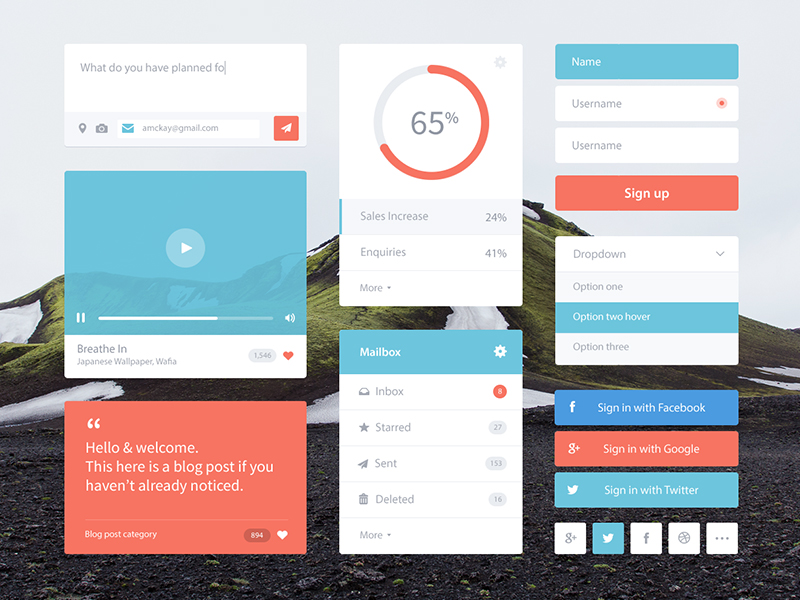 What do you have planned fo
amckay@gmail.com
Breathe In
Japanese Wallpaper, Wafia
1,546
“
Hello & welcome.
This here is a blog post if you
haven’t already noticed.
Blog post category
894
65%
Sales Increase 24%
Enquiries 41%
More
Mailbox
Inbox 8
Starred 27
Sent 153
Deleted 16
More
Name
Username
Username
Sign up
Dropdown
Option one
Option two hover
Option three
f Sign in with Facebook
g+ Sign in with Google
Sign in with Twitter
g+ f